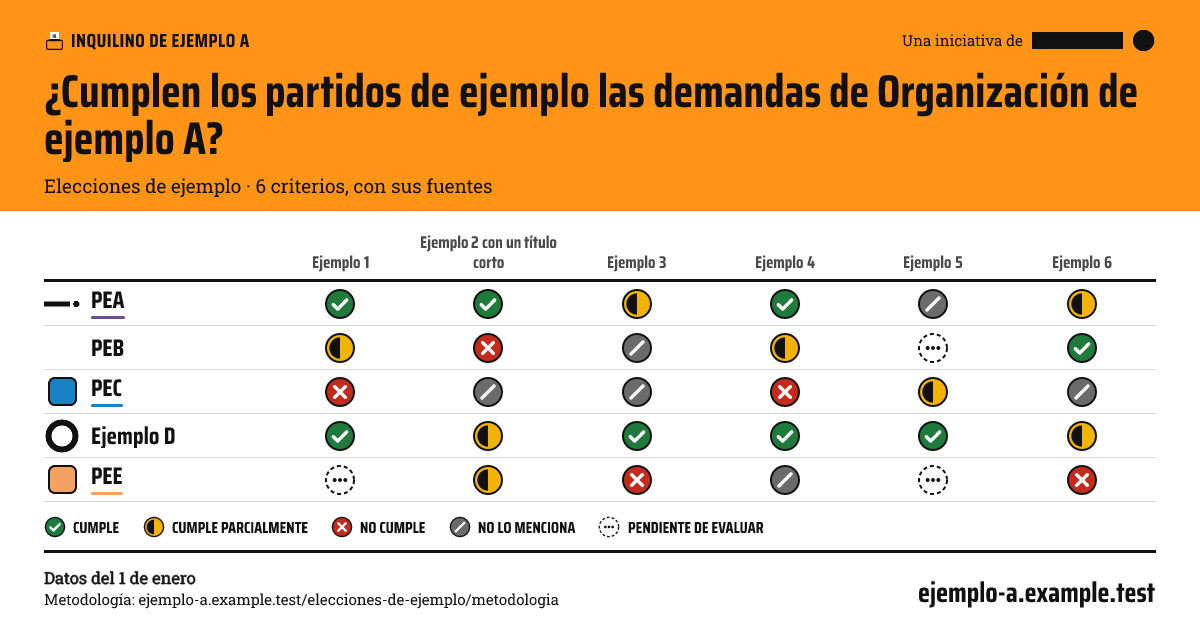 INQUILINO DE EJEMPLO A
Una iniciativa de
¿Cumplen los partidos de ejemplo las demandas de Organización de
ejemplo A?
Elecciones de ejemplo · 6 criterios, con sus fuentes
Ejemplo 1
Ejemplo 2 con un título
corto
Ejemplo 3
Ejemplo 4
Ejemplo 5
Ejemplo 6
PEA
PEB
PEC
Ejemplo D
PEE
CUMPLE
CUMPLE PARCIALMENTE
NO CUMPLE
NO LO MENCIONA
PENDIENTE DE EVALUAR
Datos del 1 de enero
Metodología: ejemplo-a.example.test/elecciones-de-ejemplo/metodologia
ejemplo-a.example.test